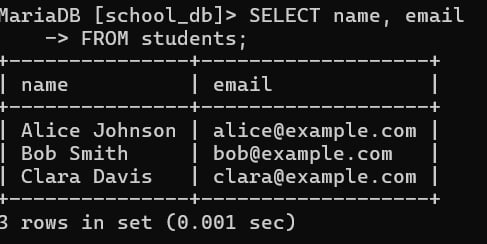 MariaDB [school_db]> SELECT name, email
    -> FROM students;
+---------------+-------------------+
| name          | email             |
+---------------+-------------------+
| Alice Johnson | alice@example.com |
| Bob Smith     | bob@example.com   |
| Clara Davis   | clara@example.com |
+---------------+-------------------+
3 rows in set (0.001 sec)